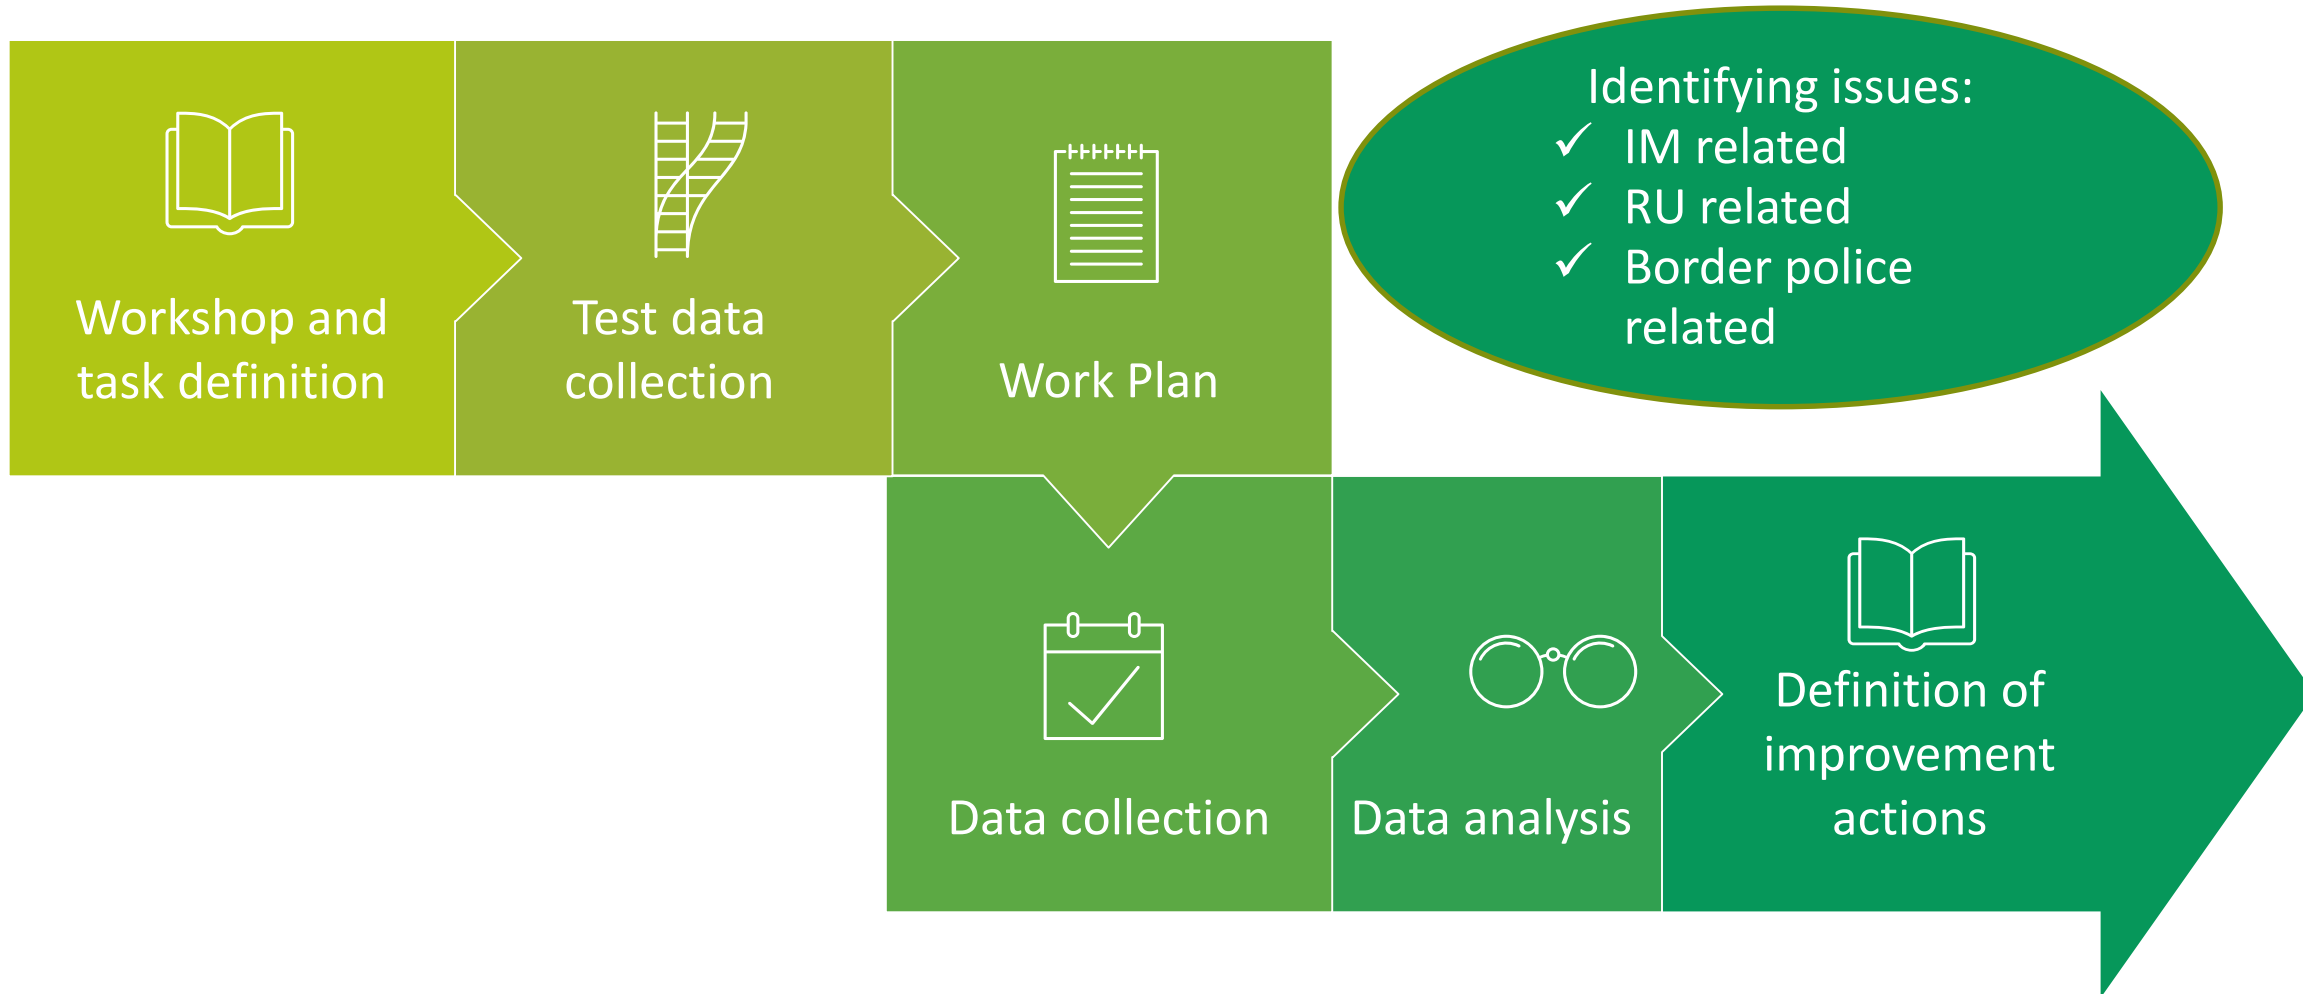 Workshop and
task definition
Test data
collection
Work Plan
Identifying issues:
✓ IM related
✓ RU related
✓ Border police
related
Data collection
Data analysis
Definition of
improvement
actions